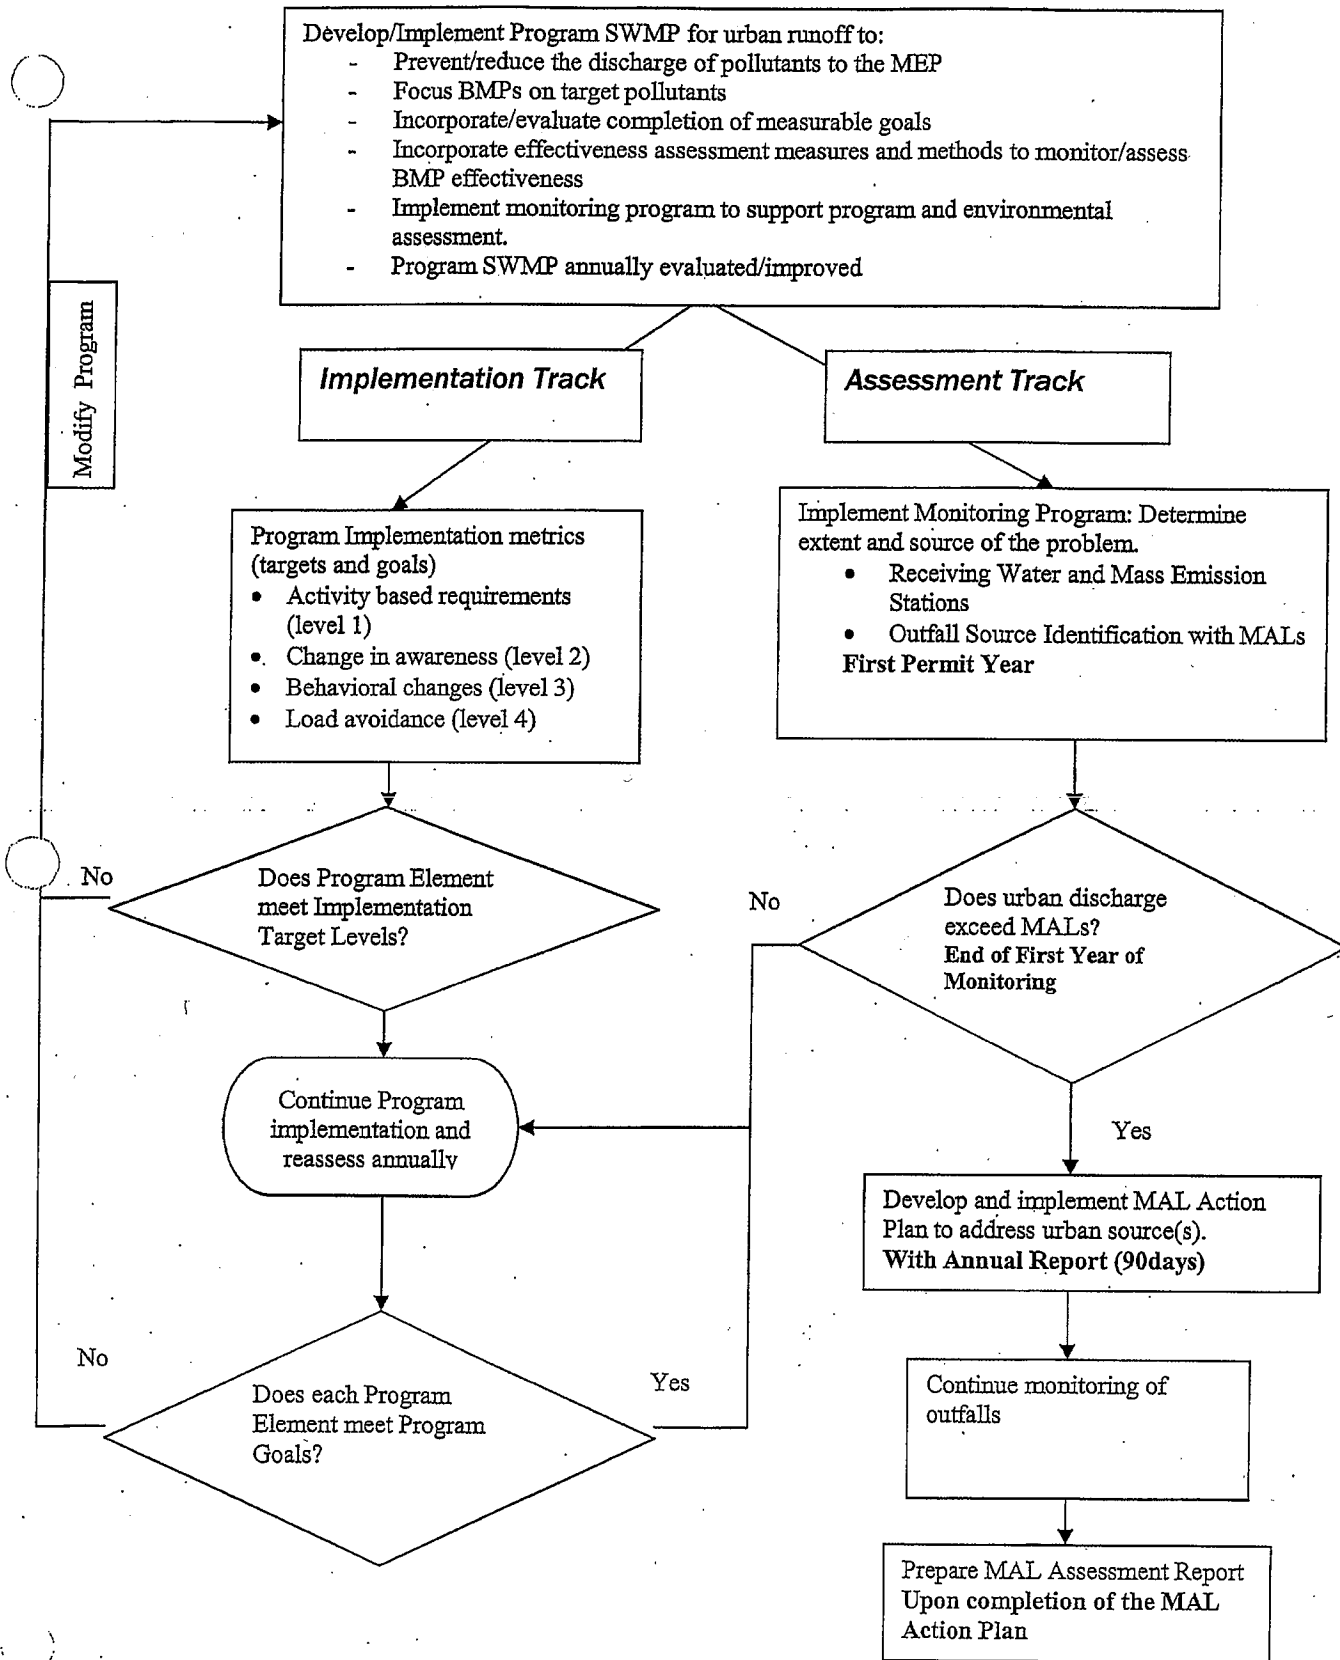 Develop/Implement Program SWMP for urban runoff to:
- Prevent/reduce the discharge of pollutants to the MEP
- Focus BMPs on target pollutants
- Incorporate/evaluate completion of measurable goals
- Incorporate effectiveness assessment measures and methods to monitor/assess
BMP effectiveness
- Implement monitoring program to support program and environmental
assessment.
- Program SWMP annually evaluated/improved
Modify Program
Implementation Track
Assessment Track
Program Implementation metrics
(targets and goals)
• Activity based requirements
(level 1)
• Change in awareness (level 2)
• Behavioral changes (level 3)
• Load avoidance (level 4)
Implement Monitoring Program: Determine
extent and source of the problem.
• Receiving Water and Mass Emission
Stations
• Outfall Source Identification with MALs
First Permit Year
No
Does Program Element
meet Implementation
Target Levels?
No
Does urban discharge
exceed MALs?
End of First Year of
Monitoring
Continue Program
implementation and
reassess annually
Yes
Develop and implement MAL Action
Plan to address urban source(s).
With Annual Report (90days)
No
Does each Program
Element meet Program
Goals?
Yes
Continue monitoring of
outfalls
Prepare MAL Assessment Report
Upon completion of the MAL
Action Plan